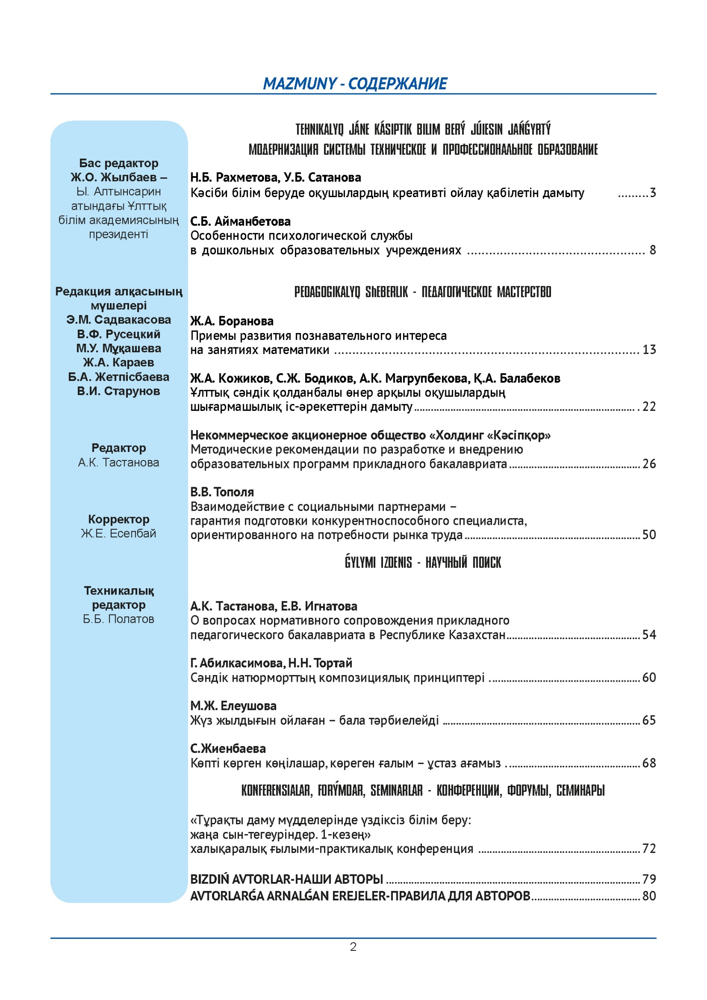 MAZMUNY - СОДЕРЖАНИЕ
Бас редактор
Ж.О. Жылбаев –
Ы. Алтынсарин
атындағы Ұлттық
білім академиясының
президенті
Редакция алқасының
мүшелері
Э.М. Садвакасова
В.Ф. Русецкий
М.У. Мұқашева
Ж.А. Караев
Б.А. Жетпісбаева
В.И. Старунов
Редактор
А.К. Тастанова
Корректор
Ж.Е. Есепбай
Техникалық
редактор
Б.Б. Полатов
TEHNIKALYQ JÁNE KÁSIPTIK BILIM BERÝ JÚIESIN JAŃǴYRTÝ
МОДЕРНИЗАЦИЯ СИСТЕМЫ ТЕХНИЧЕСКОЕ И ПРОФЕССИОНАЛЬНОЕ ОБРАЗОВАНИЕ
Н.Б. Рахметова, У.Б. Сатанова
Кәсіби білім беруде оқушылардың креативті ойлау қабілетін дамыту .........3
С.Б. Айманбетова
Особенности психологической службы
в дошкольных образовательных учреждениях ................................................ 8
PEDAGOGIKALYQ ShEBERLIK - ПЕДАГОГИЧЕСКОЕ МАСТЕРСТВО
Ж.А. Боранова
Приемы развития познавательного интереса
на занятиях математики .................................................................................... 13
Ж.А. Кожиков, С.Ж. Бодиков, А.К. Магрупбекова, Қ.А. Балабеков
Ұлттық сәндік қолданбалы өнер арқылы оқушылардың
шығармашылық іс-әрекеттерін дамыту................................................................................ . 22
Некоммерческое акционерное общество «Холдинг «Кәсіпқор»
Методические рекомендации по разработке и внедрению
образовательных программ прикладного бакалавриата............................................... 26
В.В. Тополя
Взаимодействие с социальными партнерами –
гарантия подготовки конкурентноспособного специалиста,
ориентированного на потребности рынка труда............................................................... 50
ǴYLYMI IZDENIS - НАУЧНЫЙ ПОИСК
А.К. Тастанова, Е.В. Игнатова
О вопросах нормативного сопровождения прикладного
педагогического бакалавриата в Республике Казахстан................................................ 54
Г. Абилкасимова, Н.Н. Тортай
Сәндік натюрморттың композициялық принциптері ...................................................... 60
М.Ж. Елеушова
Жүз жылдығын ойлаған – бала тәрбиелейді ....................................................................... 65
С.Жиенбаева
Көпті көрген көңілашар, көреген ғалым – ұстаз ағамыз ................................................ 68
KONFERENSIALAR, FORÝMDAR, SEMINARLAR - КОНФЕРЕНЦИИ, ФОРУМЫ, СЕМИНАРЫ
«Тұрақты даму мүдделерінде үздіксіз білім беру:
жаңа сын-тегеуріндер. 1-кезең»
халықаралық ғылыми-практикалық конференция .......................................................... 72
BIZDIŃ AVTORLAR-НАШИ АВТОРЫ ........................................................................................... 79
AVTORLARǴA ARNALǴAN EREJELER-ПРАВИЛА ДЛЯ АВТОРОВ....................................... 80
2